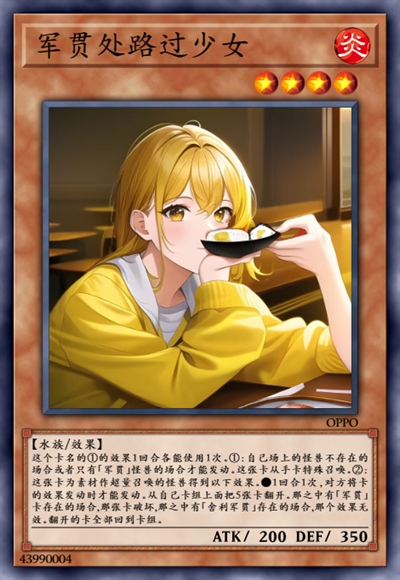 军贯处路过少女
炎
OPPO
【水族/效果】
这个卡名的①的效果1回合各能使用1次。①:自己场上的怪兽不存在的
场合或者只有「军贯」怪兽的场合才能发动。这张卡从手卡特殊召唤。②:
这张卡为素材作超量召唤的怪兽得到以下效果。●1回合1次,对方将卡
的效果发动时才能发动。从自己卡组上面把5张卡翻开。那之中有「军贯」
卡存在的场合,那张卡破坏,那之中有「舍利军贯」存在的场合,那个效果无
效。翻开的卡全部回到卡组。
ATK/ 200 DEF/ 350
43990004